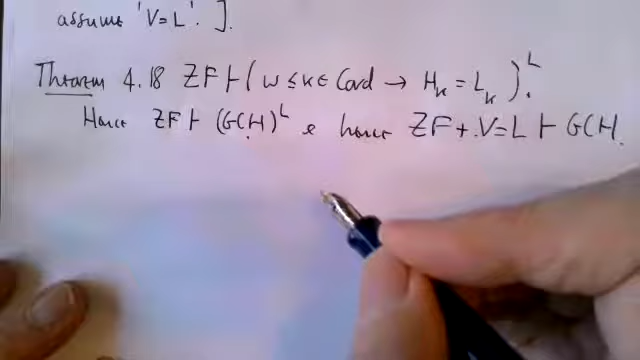 assume 'V=L'. ].
Theorem 4.18 ZF ⊢ ( ω ≤ κ ∈ Card → H_κ = L_κ )^L.
Hence ZF ⊢ (GCH)^L & hence ZF + V=L ⊢ GCH.